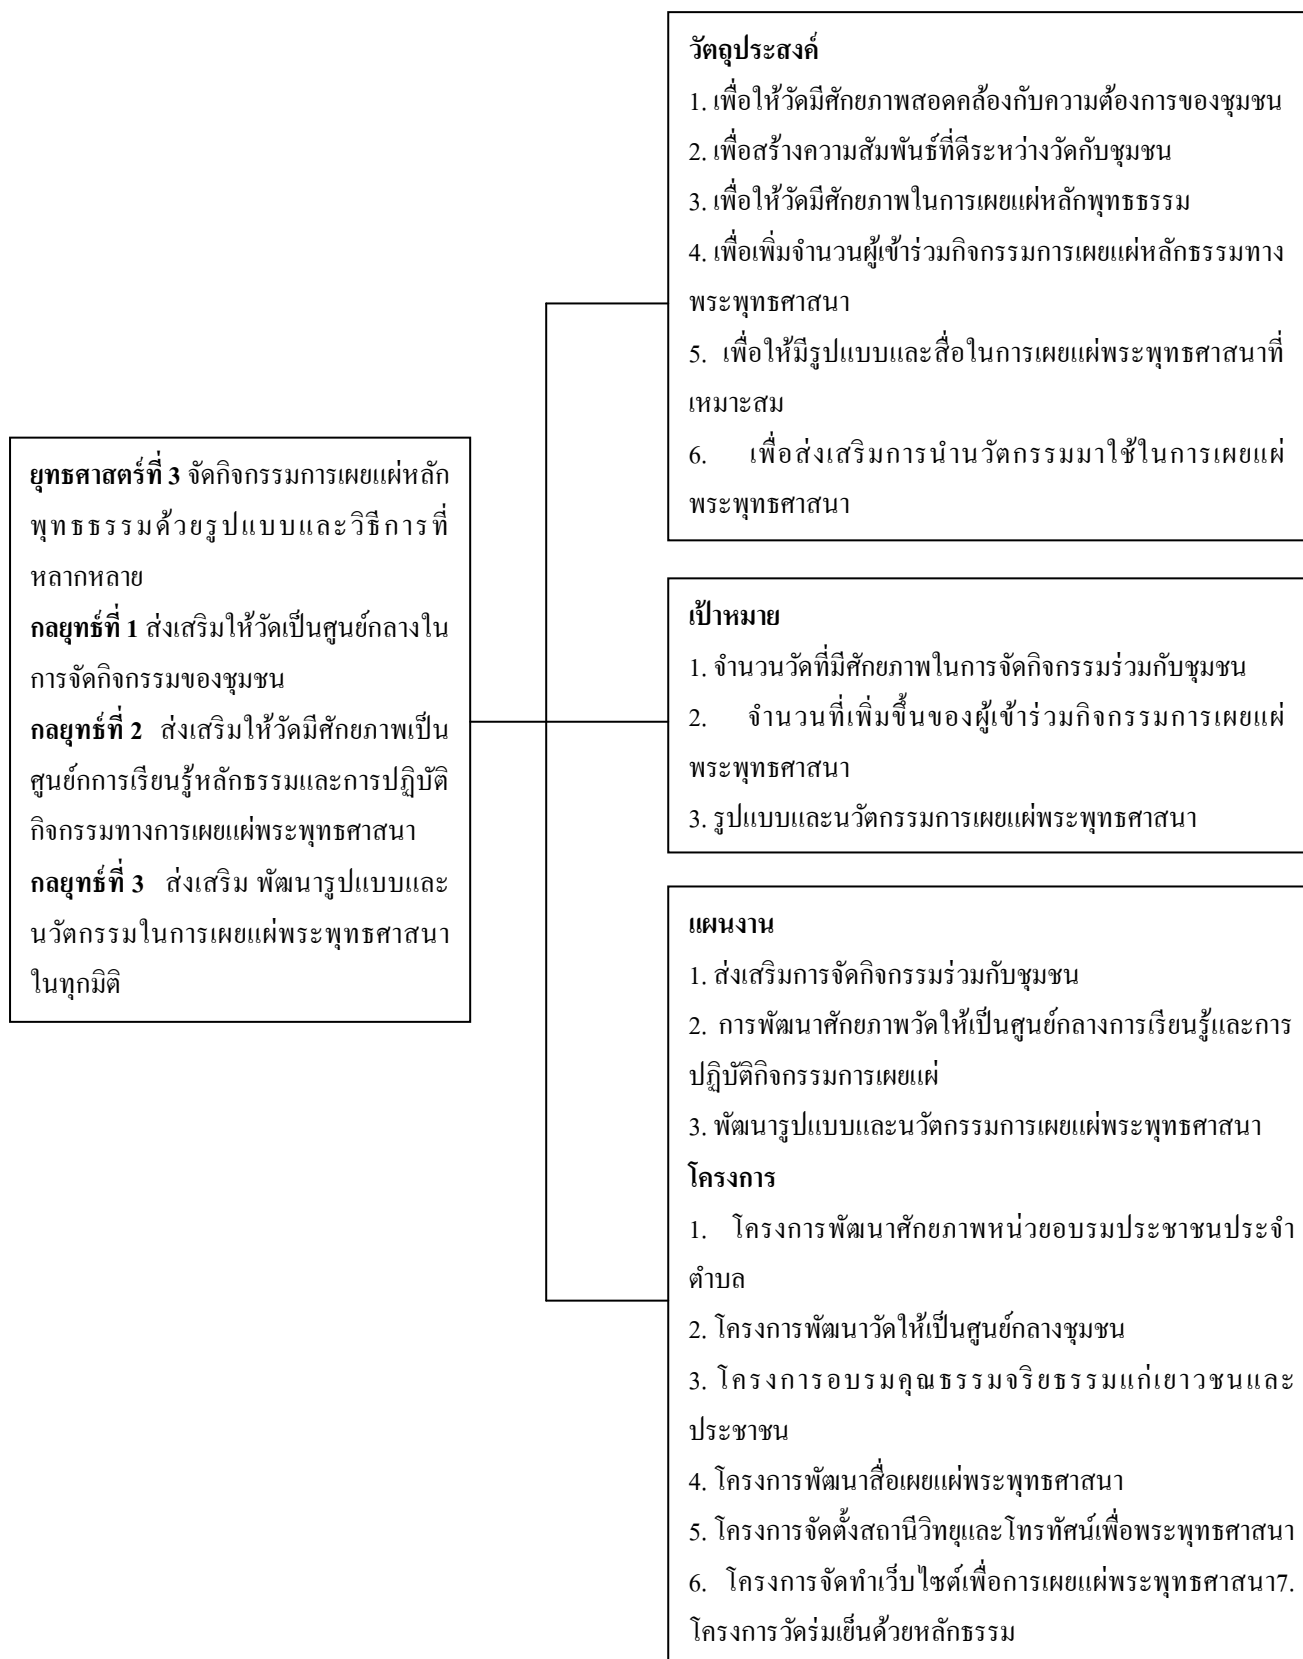 วัตถุประสงค์
1. เพื่อให้วัดมีศักยภาพสอดคล้องกับความต้องการของชุมชน
2. เพื่อสร้างความสัมพันธ์ที่ดีระหว่างวัดกับชุมชน
3. เพื่อให้วัดมีศักยภาพในการเผยแผ่หลักพุทธธรรม
4. เพื่อเพิ่มจำนวนผู้เข้าร่วมกิจกรรมการเผยแผ่หลักธรรมทาง
พระพุทธศาสนา
5. เพื่อให้มีรูปแบบและสื่อในการเผยแผ่พระพุทธศาสนาที่
เหมาะสม
6. เพื่อส่งเสริมการนำนวัตกรรมมาใช้ในการเผยแผ่
พระพุทธศาสนา
ยุทธศาสตร์ที่ 3 จัดกิจกรรมการเผยแผ่หลัก
พุทธธรรมด้วยรูปแบบและวิธีการที่
หลากหลาย
กลยุทธ์ที่ 1 ส่งเสริมให้วัดเป็นศูนย์กลางใน
การจัดกิจกรรมของชุมชน
กลยุทธ์ที่ 2 ส่งเสริมให้วัดมีศักยภาพเป็น
ศูนย์กการเรียนรู้หลักธรรมและการปฏิบัติ
กิจกรรมทางการเผยแผ่พระพุทธศาสนา
กลยุทธ์ที่ 3 ส่งเสริม พัฒนารูปแบบและ
นวัตกรรมในการเผยแผ่พระพุทธศาสนา
ในทุกมิติ
เป้าหมาย
1. จำนวนวัดที่มีศักยภาพในการจัดกิจกรรมร่วมกับชุมชน
2. จำนวนที่เพิ่มขึ้นของผู้เข้าร่วมกิจกรรมการเผยแผ่
พระพุทธศาสนา
3. รูปแบบและนวัตกรรมการเผยแผ่พระพุทธศาสนา
แผนงาน
1. ส่งเสริมการจัดกิจกรรมร่วมกับชุมชน
2. การพัฒนาศักยภาพวัดให้เป็นศูนย์กลางการเรียนรู้และการ
ปฏิบัติกิจกรรมการเผยแผ่
3. พัฒนารูปแบบและนวัตกรรมการเผยแผ่พระพุทธศาสนา
โครงการ
1. โครงการพัฒนาศักยภาพหน่วยอบรมประชาชนประจำ
ตำบล
2. โครงการพัฒนาวัดให้เป็นศูนย์กลางชุมชน
3. โครงการอบรมคุณธรรมจริยธรรมแก่เยาวชนและ
ประชาชน
4. โครงการพัฒนาสื่อเผยแผ่พระพุทธศาสนา
5. โครงการจัดตั้งสถานีวิทยุและโทรทัศน์เพื่อพระพุทธศาสนา
6. โครงการจัดทำเว็บไซต์เพื่อการเผยแผ่พระพุทธศาสนา7.
โครงการวัดร่มเย็นด้วยหลักธรรม